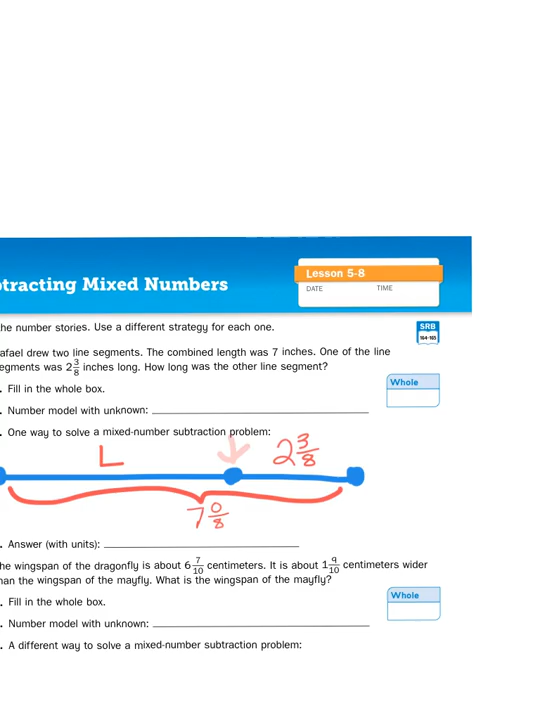 tracting Mixed Numbers
Lesson 5-8
DATE TIME
he number stories. Use a different strategy for each one.
SRB
164-165
afael drew two line segments. The combined length was 7 inches. One of the line
egments was 2 3/8 inches long. How long was the other line segment?
Whole
. Fill in the whole box.
. Number model with unknown:
. One way to solve a mixed-number subtraction problem:
L 2 3/8
7 0/8
. Answer (with units):
he wingspan of the dragonfly is about 6 7/10 centimeters. It is about 1 9/10 centimeters wider
han the wingspan of the mayfly. What is the wingspan of the mayfly?
Whole
. Fill in the whole box.
. Number model with unknown:
. A different way to solve a mixed-number subtraction problem: